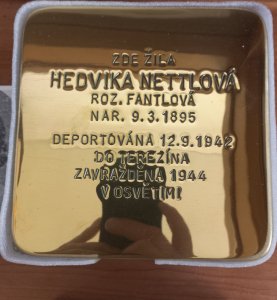 ZDE ŽILA
HEDVIKA NETTLOVÁ
ROZ. FANTLOVÁ
NAR. 9.3.1895
DEPORTOVÁNA 12.9.1942
DO TEREZÍNA
ZAVRAŽDĚNA 1944
V OSVĚTIMI